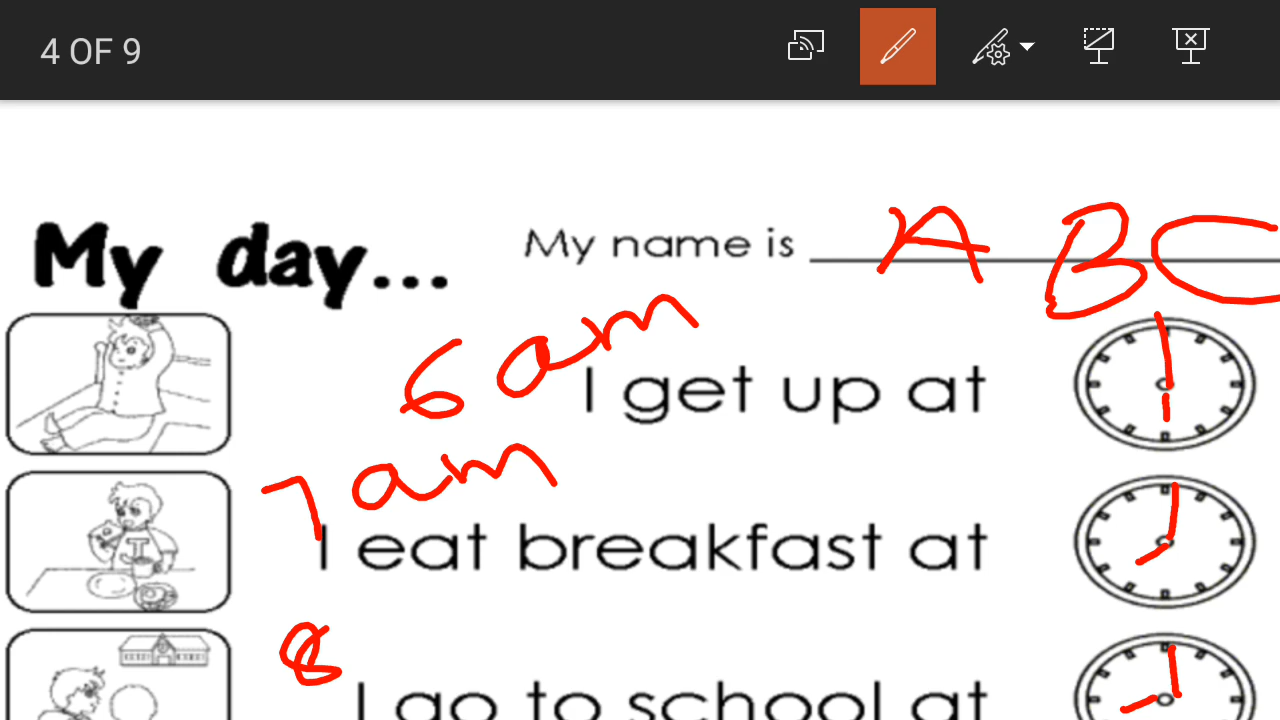 4 OF 9
My day... My name is A B C
6 am I get up at
7 am
I eat breakfast at
8
I go to school at